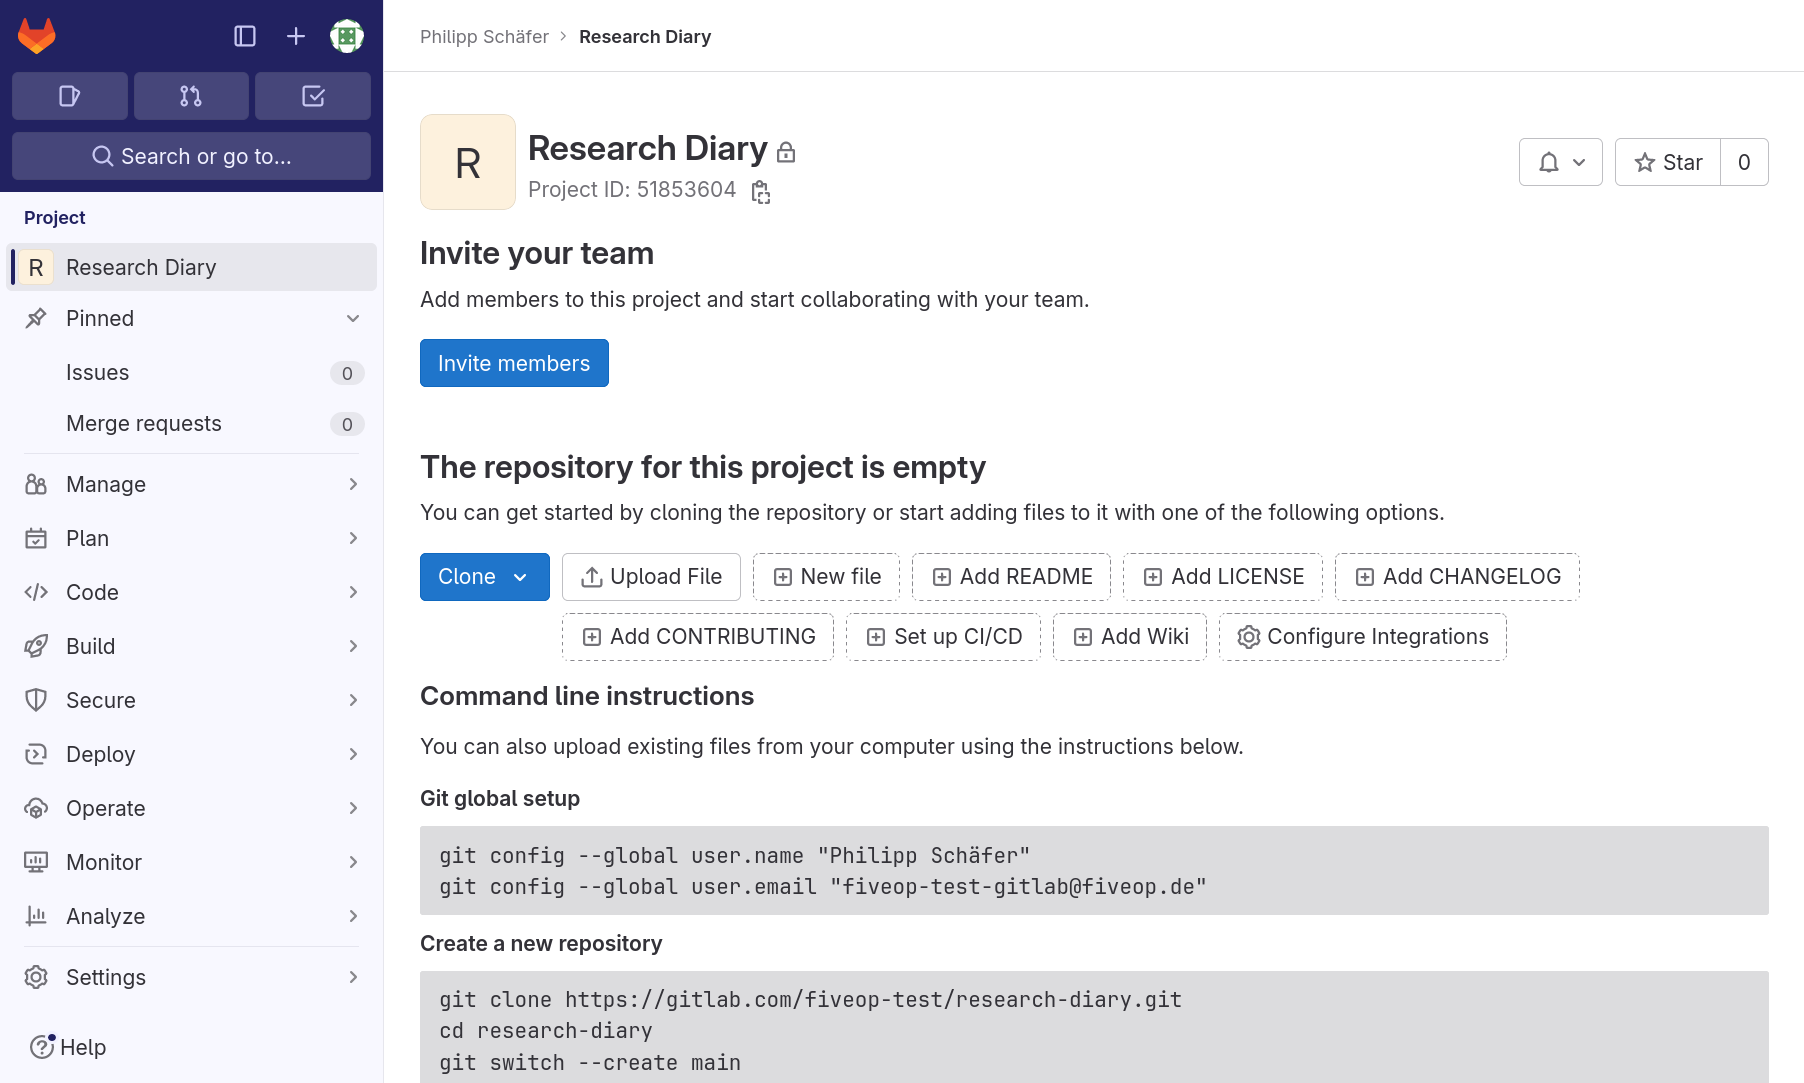 Search or go to...
Project
R Research Diary
Pinned
Issues 0
Merge requests 0
Manage
Plan
Code
Build
Secure
Deploy
Operate
Monitor
Analyze
Settings
Help
Philipp Schäfer > Research Diary
R
Research Diary
Project ID: 51853604
Star 0
Invite your team
Add members to this project and start collaborating with your team.
Invite members
The repository for this project is empty
You can get started by cloning the repository or start adding files to it with one of the following options.
Clone Upload File New file Add README Add LICENSE Add CHANGELOG
Add CONTRIBUTING Set up CI/CD Add Wiki Configure Integrations
Command line instructions
You can also upload existing files from your computer using the instructions below.
Git global setup
git config --global user.name "Philipp Schäfer"
git config --global user.email "fiveop-test-gitlab@fiveop.de"
Create a new repository
git clone https://gitlab.com/fiveop-test/research-diary.git
cd research-diary
git switch --create main